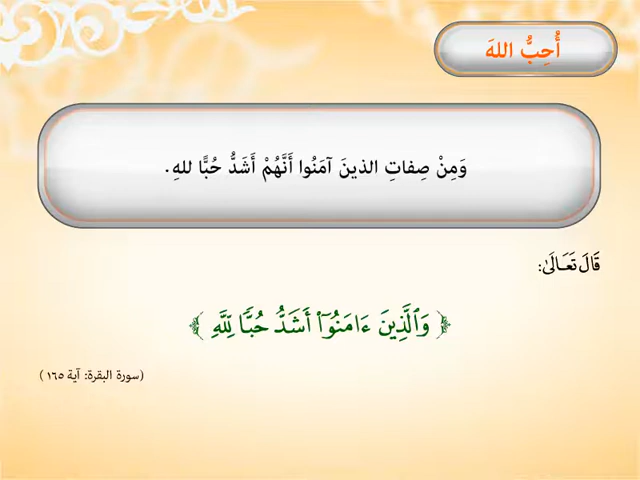 أُحِبُّ اللهَ
وَمِنْ صِفاتِ الذينَ آمَنُوا أَنَّهُمْ أَشَدُّ حُبًّا للهِ.
قَالَ تَعَالَىٰ:
﴿ وَٱلَّذِينَ ءَامَنُوٓا۟ أَشَدُّ حُبًّۭا لِّلَّهِ ﴾
(سورة البقرة: آية ١٦٥ )